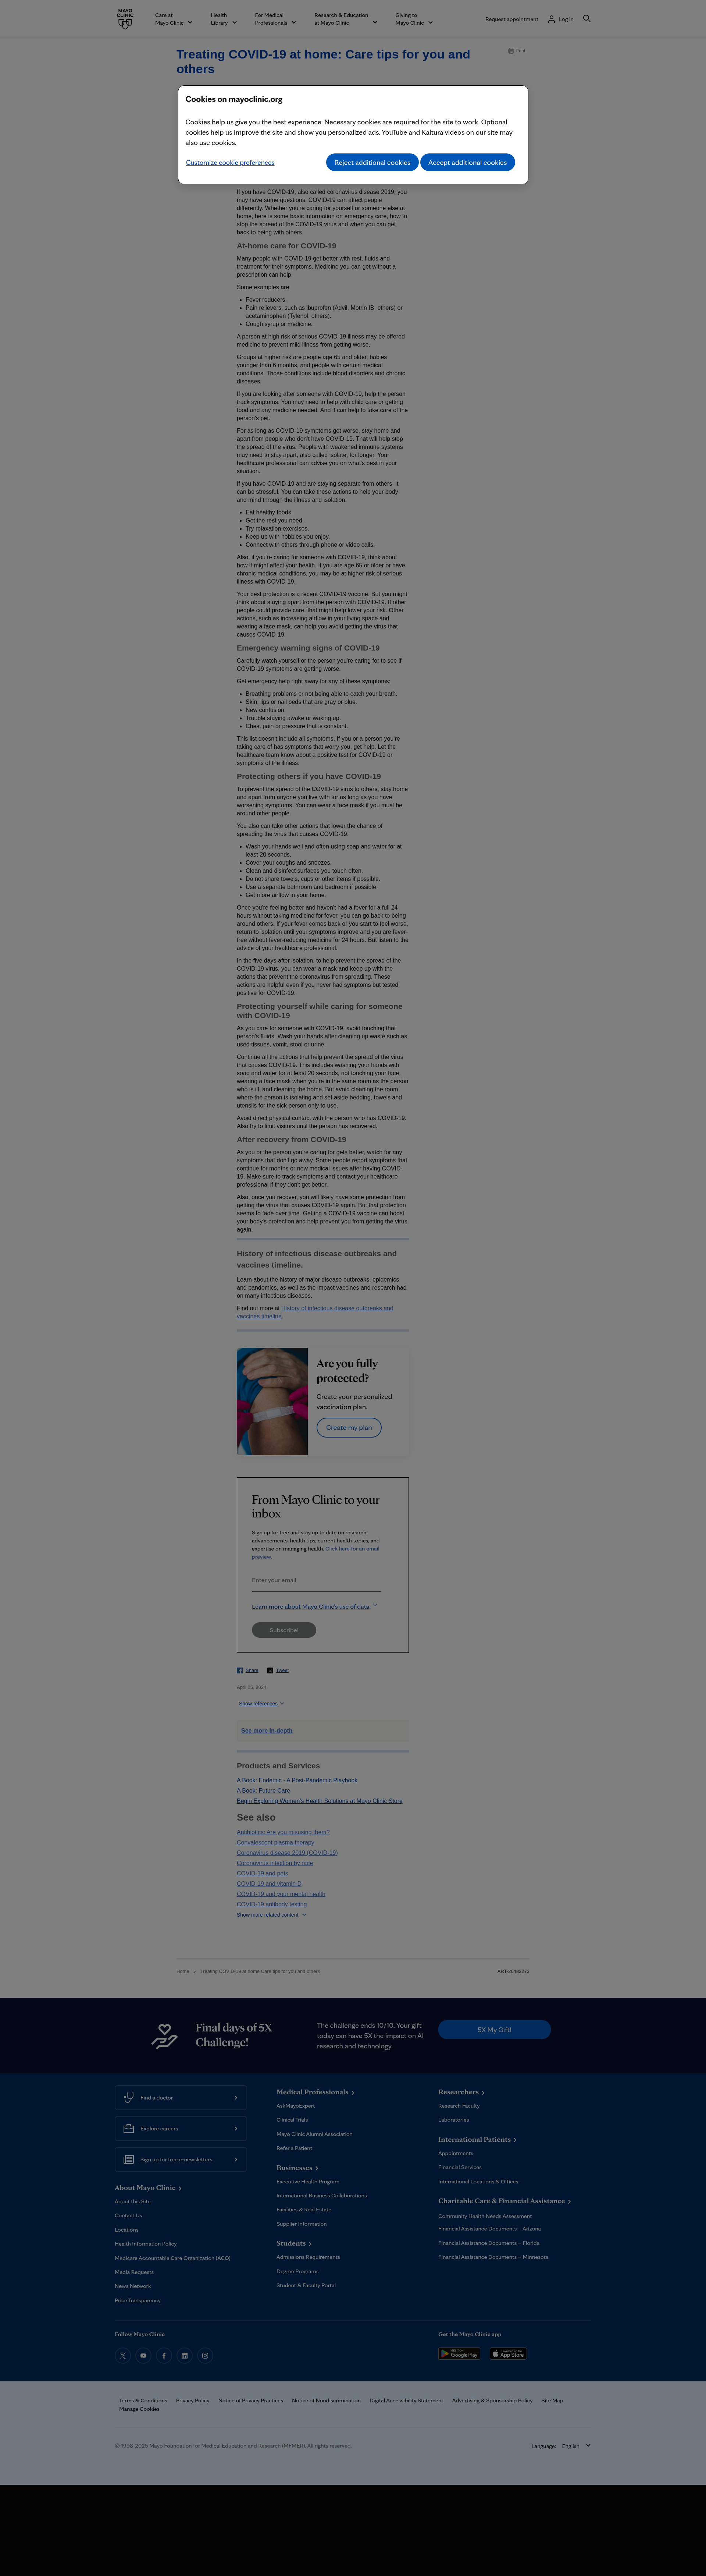 MAYO
CLINIC
Care at
Mayo Clinic
Health
Library
For Medical
Professionals
Research & Education
at Mayo Clinic
Giving to
Mayo Clinic
Request appointment
Log in
Treating COVID-19 at home: Care tips for you and
others
Print
Cookies on mayoclinic.org
Cookies help us give you the best experience. Necessary cookies are required for the site to work. Optional
cookies help us improve the site and show you personalized ads. YouTube and Kaltura videos on our site may
also use cookies.
Customize cookie preferences
Reject additional cookies
Accept additional cookies
If you have COVID-19, also called coronavirus disease 2019, you
may have some questions. COVID-19 can affect people
differently. Whether you're caring for yourself or someone else at
home, here is some basic information on emergency care, how to
stop the spread of the COVID-19 virus and when you can get
back to being with others.
At-home care for COVID-19
Many people with COVID-19 get better with rest, fluids and
treatment for their symptoms. Medicine you can get without a
prescription can help.
Some examples are:
Fever reducers.
Pain relievers, such as ibuprofen (Advil, Motrin IB, others) or
acetaminophen (Tylenol, others).
Cough syrup or medicine.
A person at high risk of serious COVID-19 illness may be offered
medicine to prevent mild illness from getting worse.
Groups at higher risk are people age 65 and older, babies
younger than 6 months, and people with certain medical
conditions. Those conditions include blood disorders and chronic
diseases.
If you are looking after someone with COVID-19, help the person
track symptoms. You may need to help with child care or getting
food and any medicine needed. And it can help to take care of the
person's pet.
For as long as COVID-19 symptoms get worse, stay home and
apart from people who don't have COVID-19. That will help stop
the spread of the virus. People with weakened immune systems
may need to stay apart, also called isolate, for longer. Your
healthcare professional can advise you on what's best in your
situation.
If you have COVID-19 and are staying separate from others, it
can be stressful. You can take these actions to help your body
and mind through the illness and isolation:
Eat healthy foods.
Get the rest you need.
Try relaxation exercises.
Keep up with hobbies you enjoy.
Connect with others through phone or video calls.
Also, if you're caring for someone with COVID-19, think about
how it might affect your health. If you are age 65 or older or have
chronic medical conditions, you may be at higher risk of serious
illness with COVID-19.
Your best protection is a recent COVID-19 vaccine. But you might
think about staying apart from the person with COVID-19. If other
people could provide care, that might help lower your risk. Other
actions, such as increasing airflow in your living space and
wearing a face mask, can help you avoid getting the virus that
causes COVID-19.
Emergency warning signs of COVID-19
Carefully watch yourself or the person you're caring for to see if
COVID-19 symptoms are getting worse.
Get emergency help right away for any of these symptoms:
Breathing problems or not being able to catch your breath.
Skin, lips or nail beds that are gray or blue.
New confusion.
Trouble staying awake or waking up.
Chest pain or pressure that is constant.
This list doesn't include all symptoms. If you or a person you're
taking care of has symptoms that worry you, get help. Let the
healthcare team know about a positive test for COVID-19 or
symptoms of the illness.
Protecting others if you have COVID-19
To prevent the spread of the COVID-19 virus to others, stay home
and apart from anyone you live with for as long as you have
worsening symptoms. You can wear a face mask if you must be
around other people.
You also can take other actions that lower the chance of
spreading the virus that causes COVID-19:
Wash your hands well and often using soap and water for at
least 20 seconds.
Cover your coughs and sneezes.
Clean and disinfect surfaces you touch often.
Do not share towels, cups or other items if possible.
Use a separate bathroom and bedroom if possible.
Get more airflow in your home.
Once you're feeling better and haven't had a fever for a full 24
hours without taking medicine for fever, you can go back to being
around others. If your fever comes back or you start to feel worse,
return to isolation until your symptoms improve and you are fever-
free without fever-reducing medicine for 24 hours. But listen to the
advice of your healthcare professional.
In the five days after isolation, to help prevent the spread of the
COVID-19 virus, you can wear a mask and keep up with the
actions that prevent the coronavirus from spreading. These
actions are helpful even if you never had symptoms but tested
positive for COVID-19.
Protecting yourself while caring for someone
with COVID-19
As you care for someone with COVID-19, avoid touching that
person's fluids. Wash your hands after cleaning up waste such as
used tissues, vomit, stool or urine.
Continue all the actions that help prevent the spread of the virus
that causes COVID-19. This includes washing your hands with
soap and water for at least 20 seconds, not touching your face,
wearing a face mask when you're in the same room as the person
who is ill, and cleaning the home. But avoid cleaning the room
where the person is isolating and set aside bedding, towels and
utensils for the sick person only to use.
Avoid direct physical contact with the person who has COVID-19.
Also try to limit visitors until the person has recovered.
After recovery from COVID-19
As you or the person you're caring for gets better, watch for any
symptoms that don't go away. Some people report symptoms that
continue for months or new medical issues after having COVID-
19. Make sure to track symptoms and contact your healthcare
professional if they don't get better.
Also, once you recover, you will likely have some protection from
getting the virus that causes COVID-19 again. But that protection
seems to fade over time. Getting a COVID-19 vaccine can boost
your body's protection and help prevent you from getting the virus
again.
History of infectious disease outbreaks and
vaccines timeline.
Learn about the history of major disease outbreaks, epidemics
and pandemics, as well as the impact vaccines and research had
on many infectious diseases.
Find out more at History of infectious disease outbreaks and
vaccines timeline.
Are you fully
protected?
Create your personalized
vaccination plan.
Create my plan
From Mayo Clinic to your
inbox
Sign up for free and stay up to date on research
advancements, health tips, current health topics, and
expertise on managing health. Click here for an email
preview.
Enter your email
Learn more about Mayo Clinic's use of data.
Subscribe!
Share
Tweet
April 05, 2024
Show references
See more In-depth
Products and Services
A Book: Endemic - A Post-Pandemic Playbook
A Book: Future Care
Begin Exploring Women's Health Solutions at Mayo Clinic Store
See also
Antibiotics: Are you misusing them?
Convalescent plasma therapy
Coronavirus disease 2019 (COVID-19)
Coronavirus infection by race
COVID-19 and pets
COVID-19 and vitamin D
COVID-19 and your mental health
COVID-19 antibody testing
Show more related content
Home
Treating COVID-19 at home Care tips for you and others
ART-20483273
Final days of 5X
Challenge!
The challenge ends 10/10. Your gift
today can have 5X the impact on AI
research and technology.
5X My Gift!
Find a doctor
Explore careers
Sign up for free e-newsletters
About Mayo Clinic
About this Site
Contact Us
Locations
Health Information Policy
Medicare Accountable Care Organization (ACO)
Media Requests
News Network
Price Transparency
Medical Professionals
AskMayoExpert
Clinical Trials
Mayo Clinic Alumni Association
Refer a Patient
Businesses
Executive Health Program
International Business Collaborations
Facilities & Real Estate
Supplier Information
Students
Admissions Requirements
Degree Programs
Student & Faculty Portal
Researchers
Research Faculty
Laboratories
International Patients
Appointments
Financial Services
International Locations & Offices
Charitable Care & Financial Assistance
Community Health Needs Assessment
Financial Assistance Documents – Arizona
Financial Assistance Documents – Florida
Financial Assistance Documents – Minnesota
Follow Mayo Clinic
Get the Mayo Clinic app
Google Play
App Store
Terms & Conditions
Privacy Policy
Notice of Privacy Practices
Notice of Nondiscrimination
Digital Accessibility Statement
Advertising & Sponsorship Policy
Site Map
Manage Cookies
© 1998-2025 Mayo Foundation for Medical Education and Research (MFMER). All rights reserved.
Language:
English